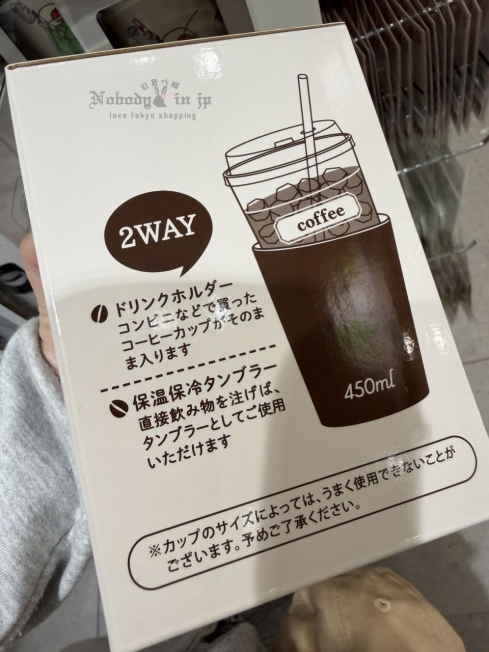 日百べ婦
Nobody in jp
love tokyo shopping
coffee
2WAY
ドリンクホルダー
コンビニなどで買った
コーヒーカップがそのま
ま入ります
450ml
保温保冷タンブラー
直接飲み物を注げば、
タンブラーとしてご使用
いただけます
※カップのサイズによっては、うまく使用できないことが
ございます。予めご了承ください。